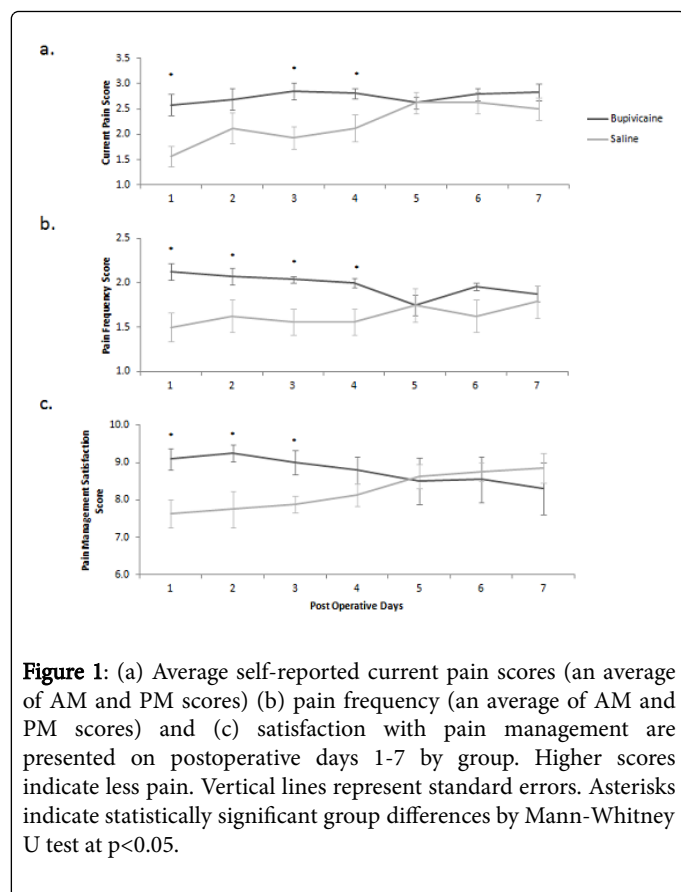 a.
Current Pain Score
3.5
3.0
2.5
2.0
1.5
1.0
* * *
1 2 3 4 5 6 7
Bupivicaine
Saline
b.
Pain Frequency Score
2.5
2.0
1.5
1.0
* * * *
1 2 3 4 5 6 7
c.
Pain Management Satisfaction
Score
10.0
9.0
8.0
7.0
6.0
* * *
1 2 3 4 5 6 7
Post Operative Days
Figure 1: (a) Average self-reported current pain scores (an average
of AM and PM scores) (b) pain frequency (an average of AM and
PM scores) and (c) satisfaction with pain management are
presented on postoperative days 1-7 by group. Higher scores
indicate less pain. Vertical lines represent standard errors. Asterisks
indicate statistically significant group differences by Mann-Whitney
U test at p<0.05.